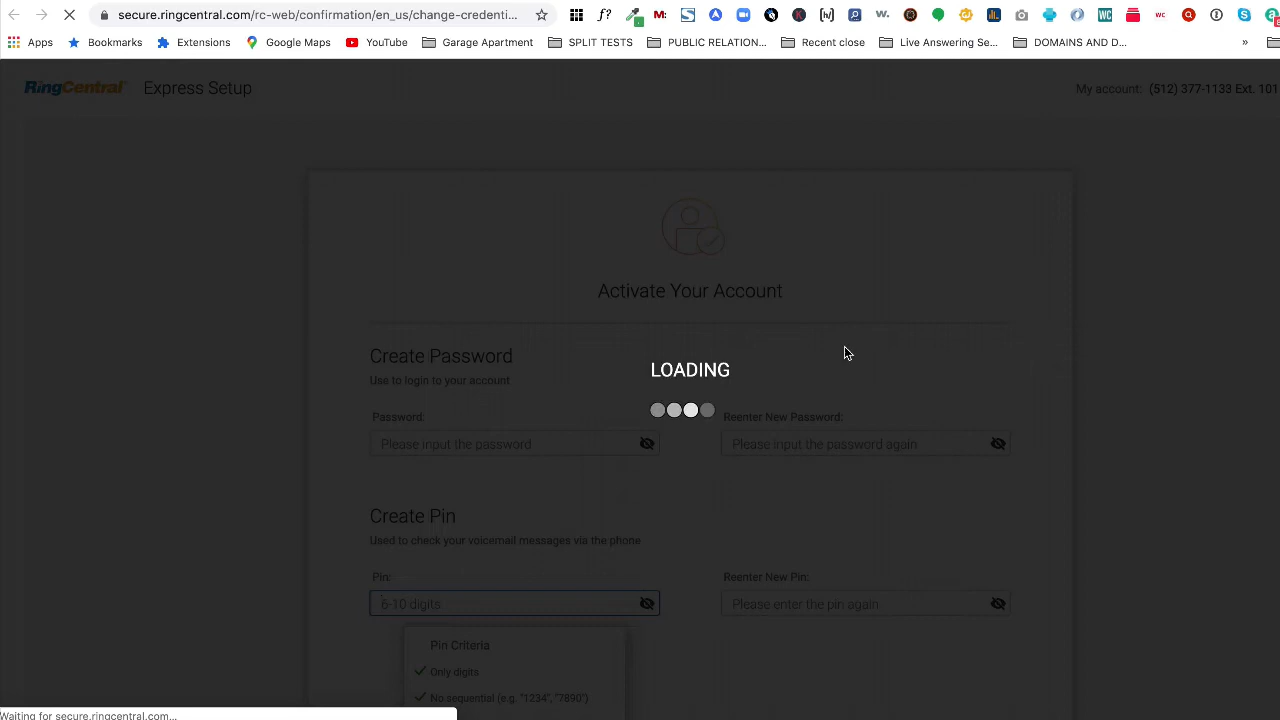 secure.ringcentral.com/rc-web/confirmation/en_us/change-credenti...
Apps Bookmarks Extensions Google Maps YouTube Garage Apartment SPLIT TESTS PUBLIC RELATION... Recent close Live Answering Se... DOMAINS AND D... »
RingCentral Express Setup My account: (512) 377-1133 Ext. 101
Activate Your Account
LOADING
Create Password
Use to login to your account
Password: Reenter New Password:
Please input the password Please input the password again
Create Pin
Used to check your voicemail messages via the phone
Pin: Reenter New Pin:
6-10 digits Please enter the pin again
Pin Criteria
Only digits
No sequential (e.g. "1234", "7890")
Waiting for secure.ringcentral.com...